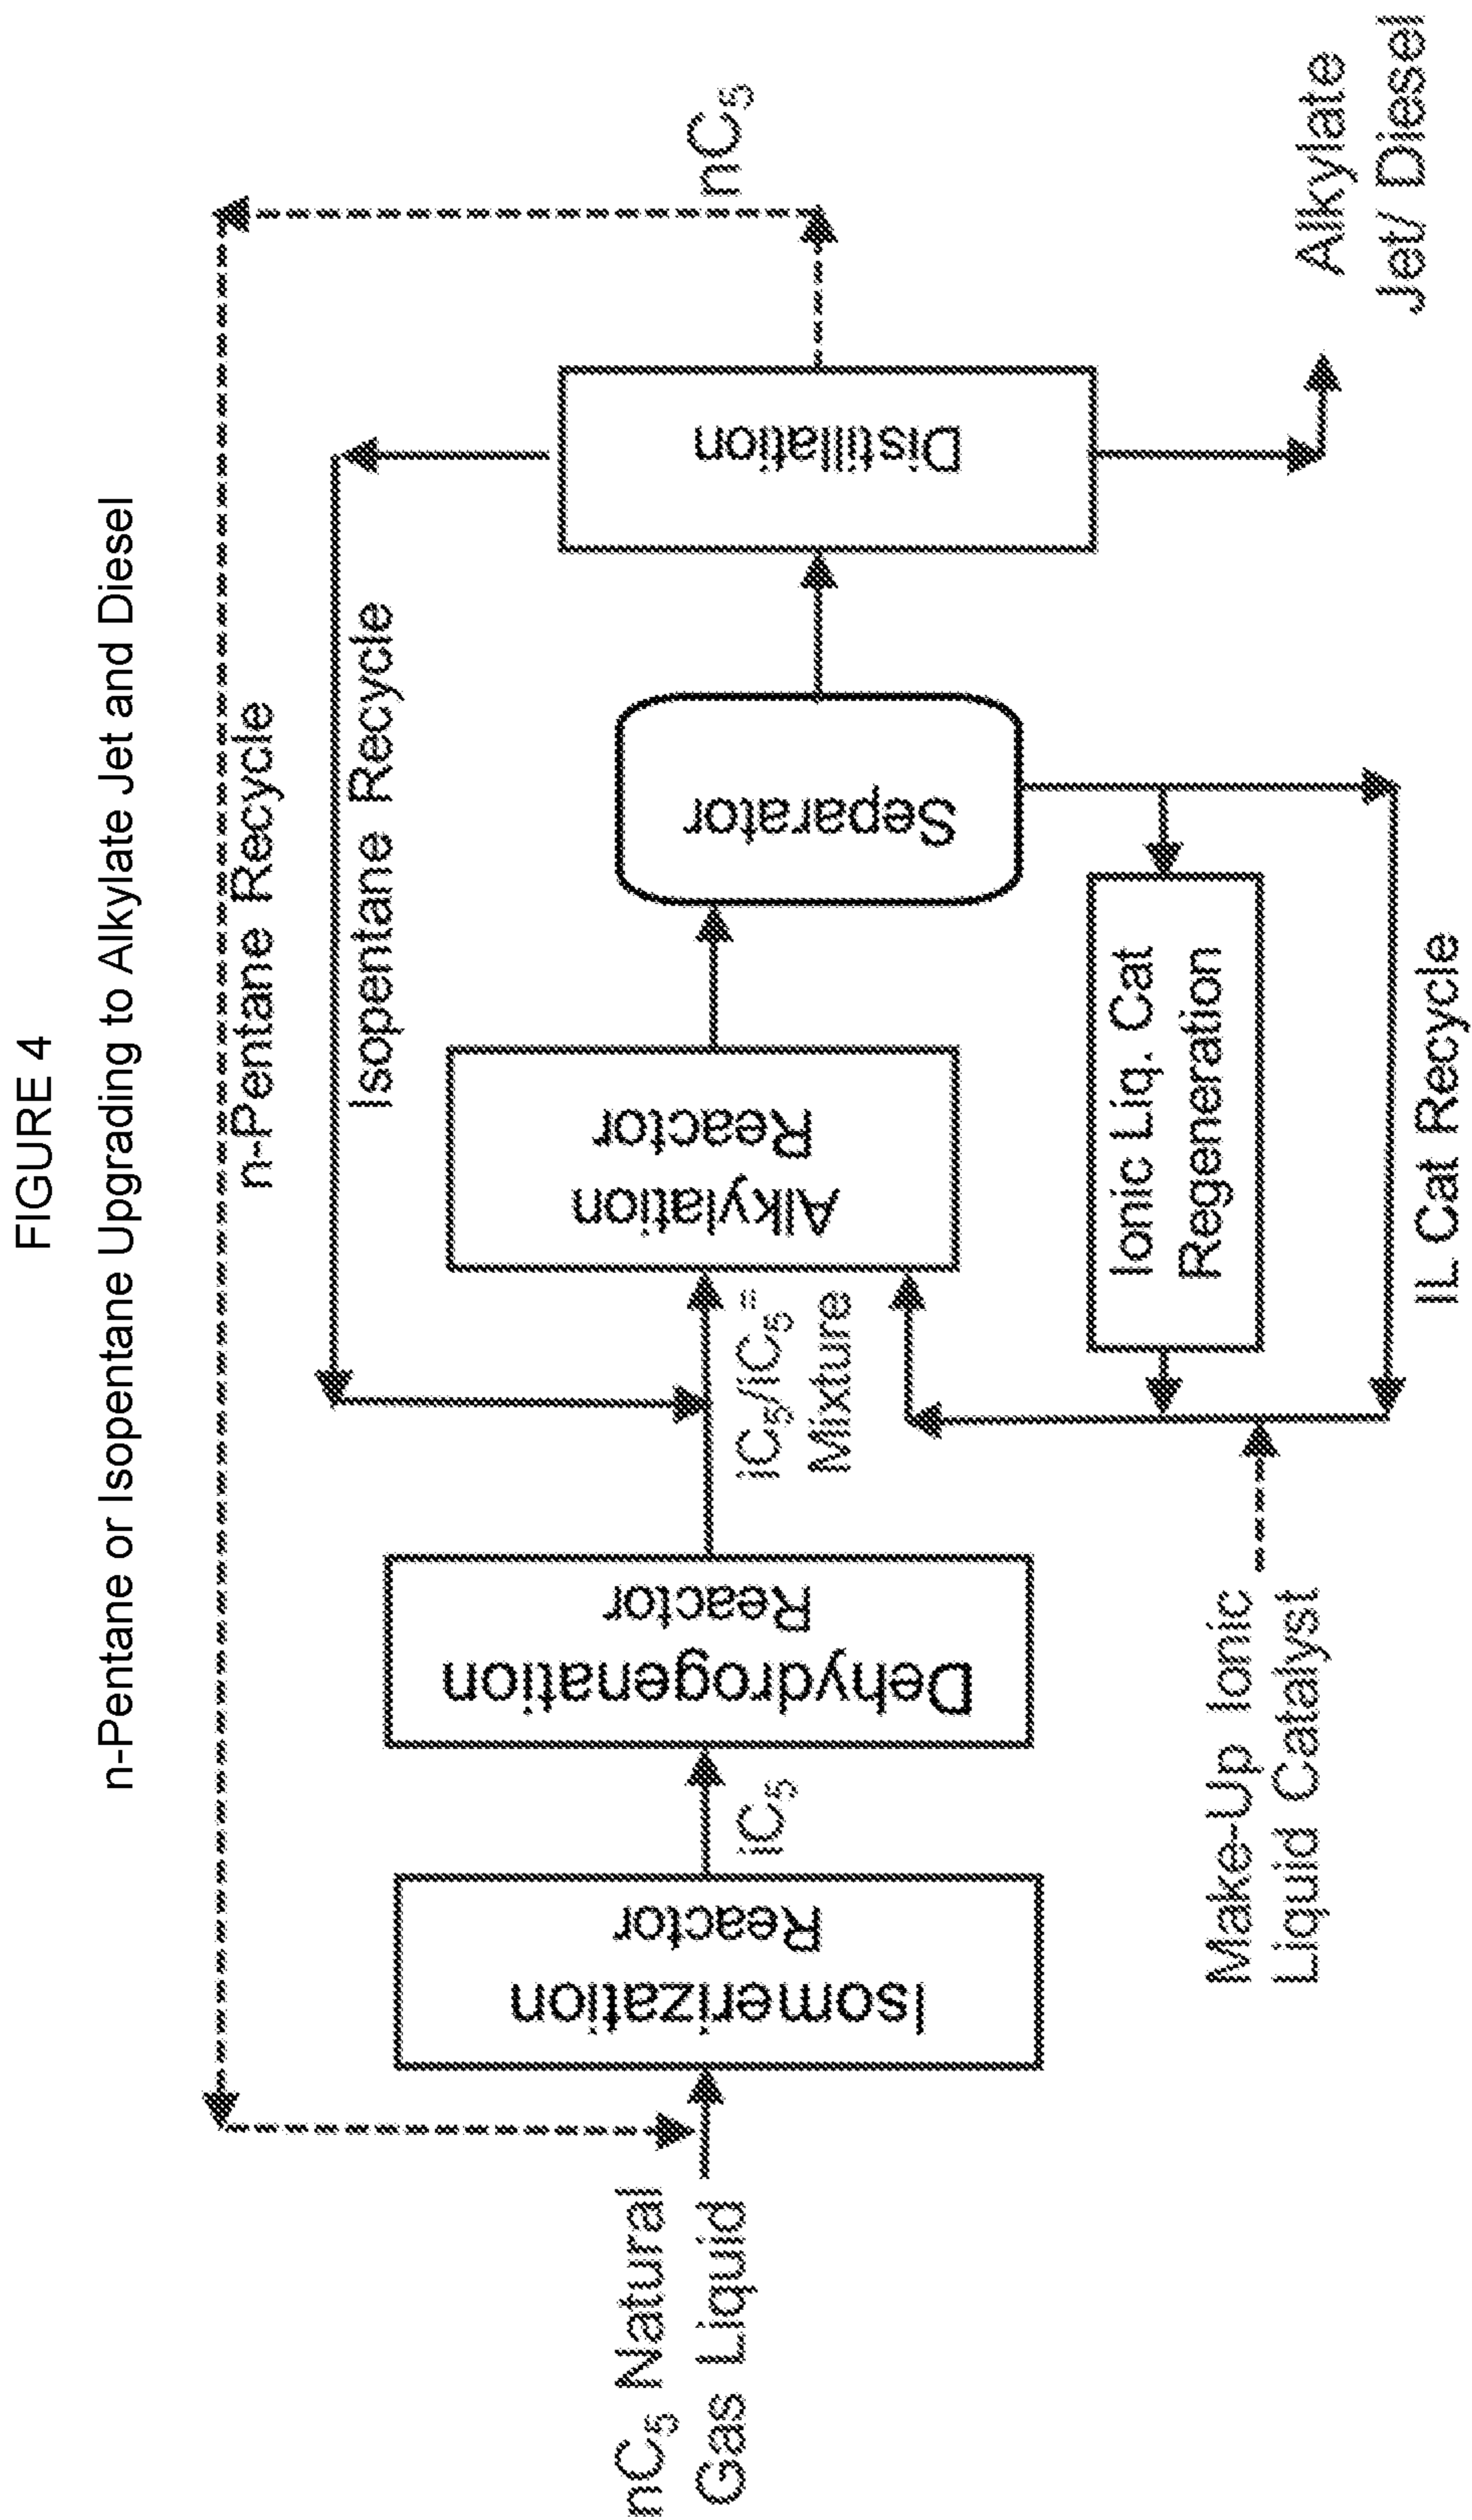 FIGURE 4
n-Pentane or Isopentane Upgrading to Alkylate Jet and Diesel
n-Pentane Recycle
Isopentane Recycle
nC₅ Natural
Gas Liquid
Isomerization
Reactor
iC₅
Dehydrogenation
Reactor
iC₅/iC₅⁼
Mixture
Alkylation
Reactor
Separator
Distillation
nC₅
Ionic Liq. Cat
Regeneration
IL Cat Recycle
Make-Up Ionic
Liquid Catalyst
Alkylate
Jet/ Diesel